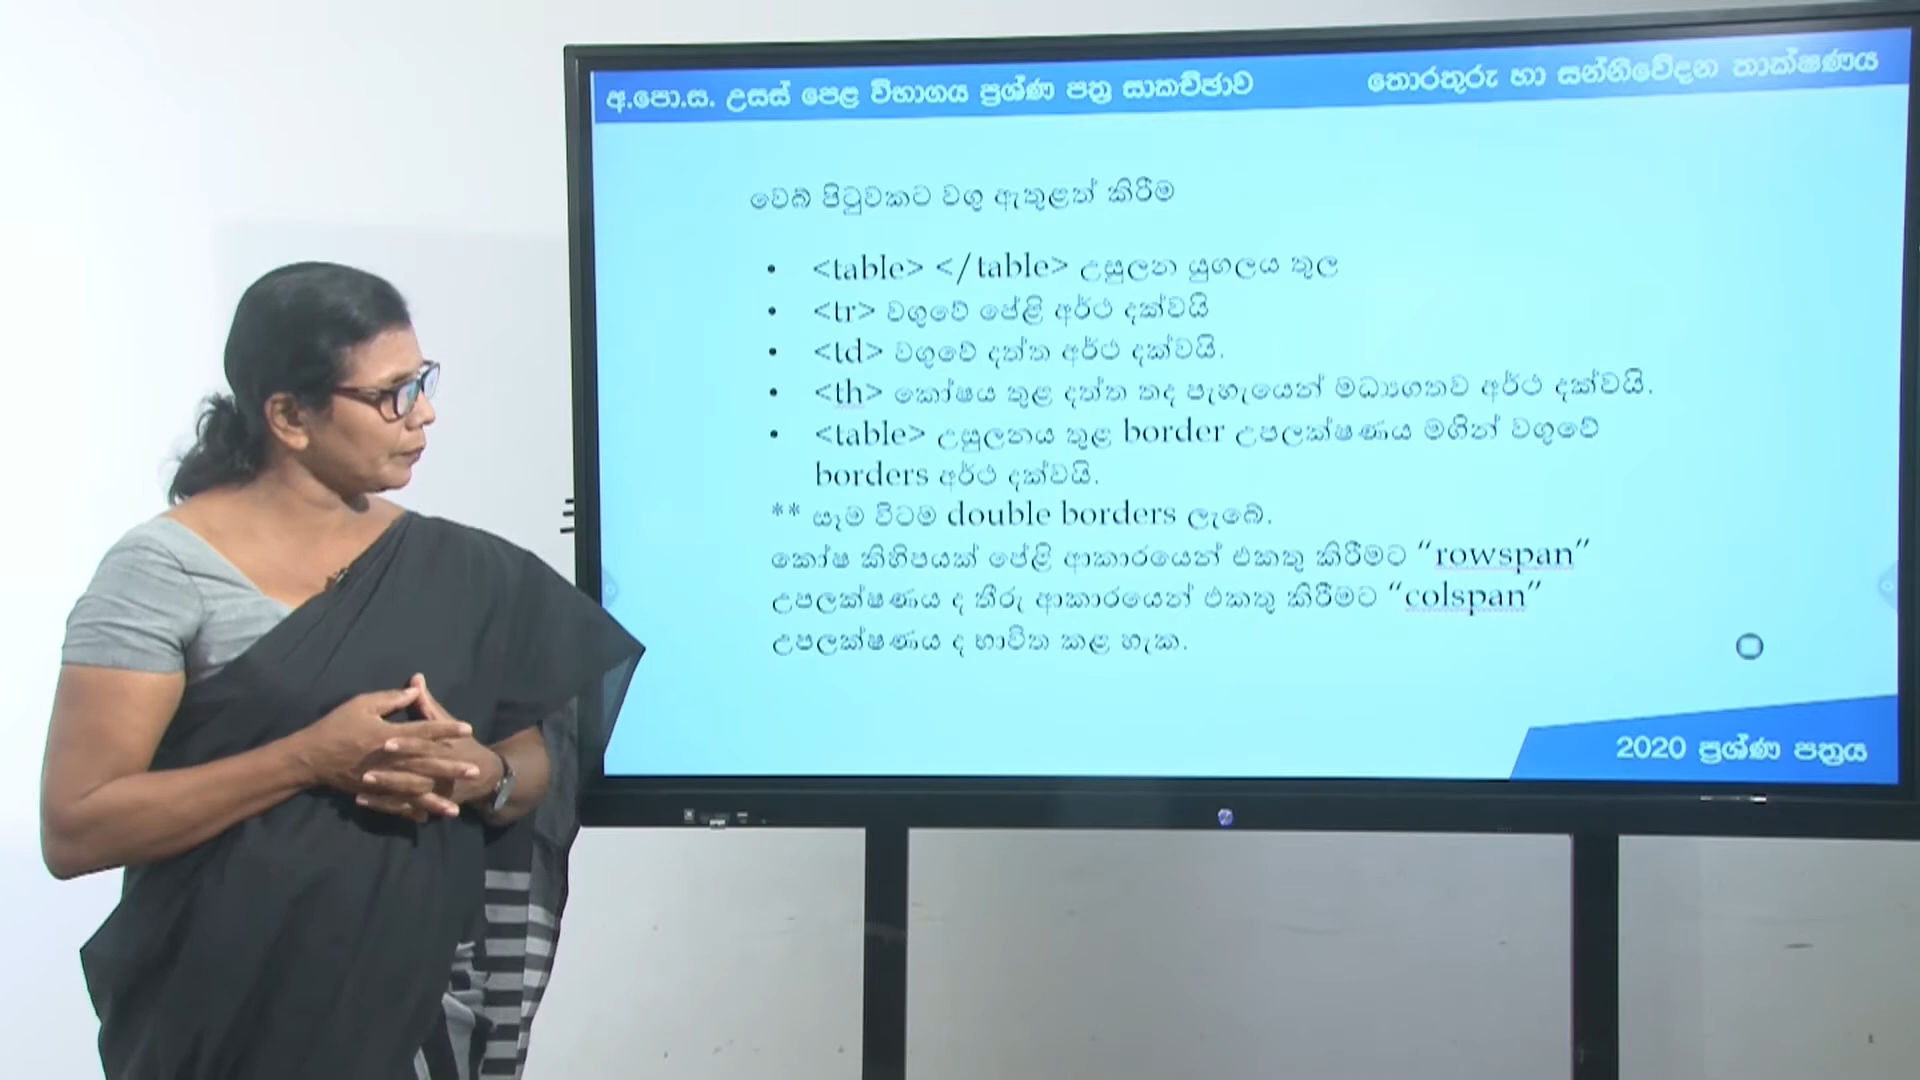 අ.පො.ස. උසස් පෙළ විභාගය ප්‍රශ්ණ පත්‍ර සාකච්ඡාව
තොරතුරු හා සන්නිවේදන තාක්ෂණය
වෙබ් පිටුවකට වගු ඇතුළත් කිරීම
• <table> </table> උසුලන යුගලය තුල
• <tr> වගුවේ පේළි අර්ථ දක්වයි
• <td> වගුවේ දත්ත අර්ථ දක්වයි.
• <th> කෝෂය තුළ දත්ත තද පැහැයෙන් මධ්‍යගතව අර්ථ දක්වයි.
• <table> උසුලනය තුළ border උපලක්ෂණය මගින් වගුවේ
borders අර්ථ දක්වයි.
** සෑම විටම double borders ලැබේ.
කෝෂ කිහිපයක් පේළි ආකාරයෙන් එකතු කිරීමට “rowspan”
උපලක්ෂණය ද තීරු ආකාරයෙන් එකතු කිරීමට “colspan”
උපලක්ෂණය ද භාවිත කළ හැක.
2020 ප්‍රශ්ණ පත්‍රය